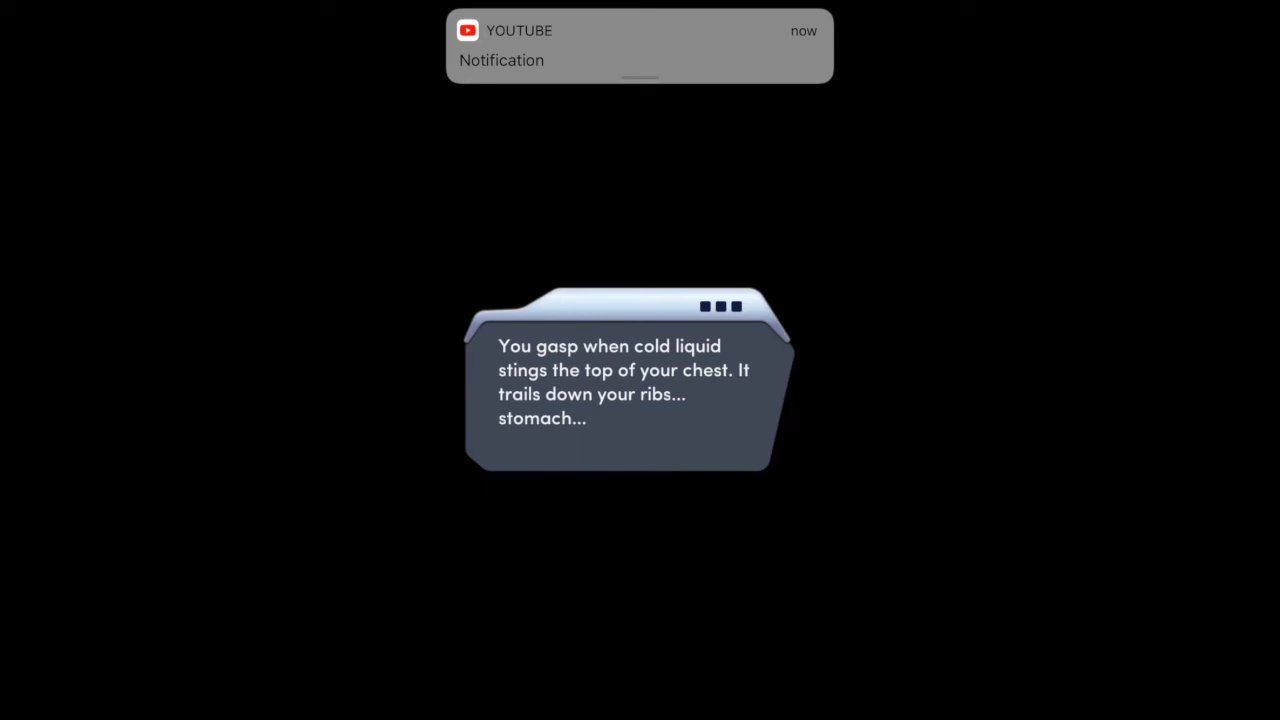 YOUTUBE now
Notification
You gasp when cold liquid
stings the top of your chest. It
trails down your ribs...
stomach...